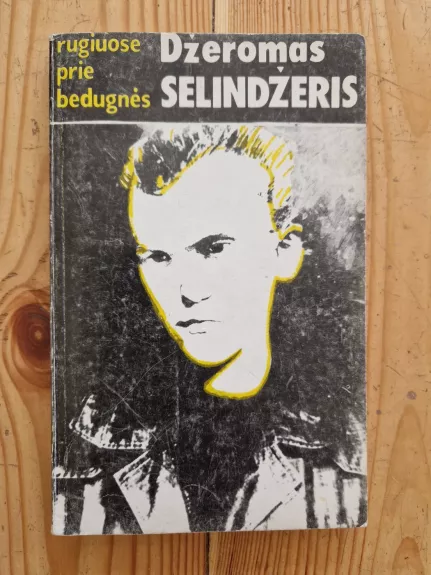 rugiuose
prie
bedugnės
Džeromas
SELINDŽERIS